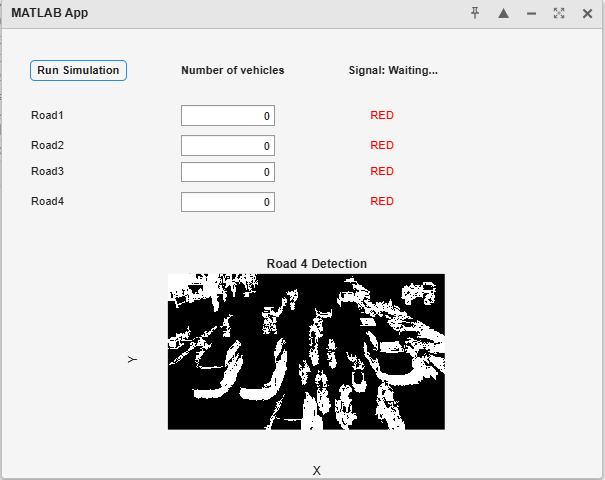 MATLAB App
Run Simulation Number of vehicles Signal: Waiting...
Road1 0 RED
Road2 0 RED
Road3 0 RED
Road4 0 RED
Road 4 Detection
Y
X